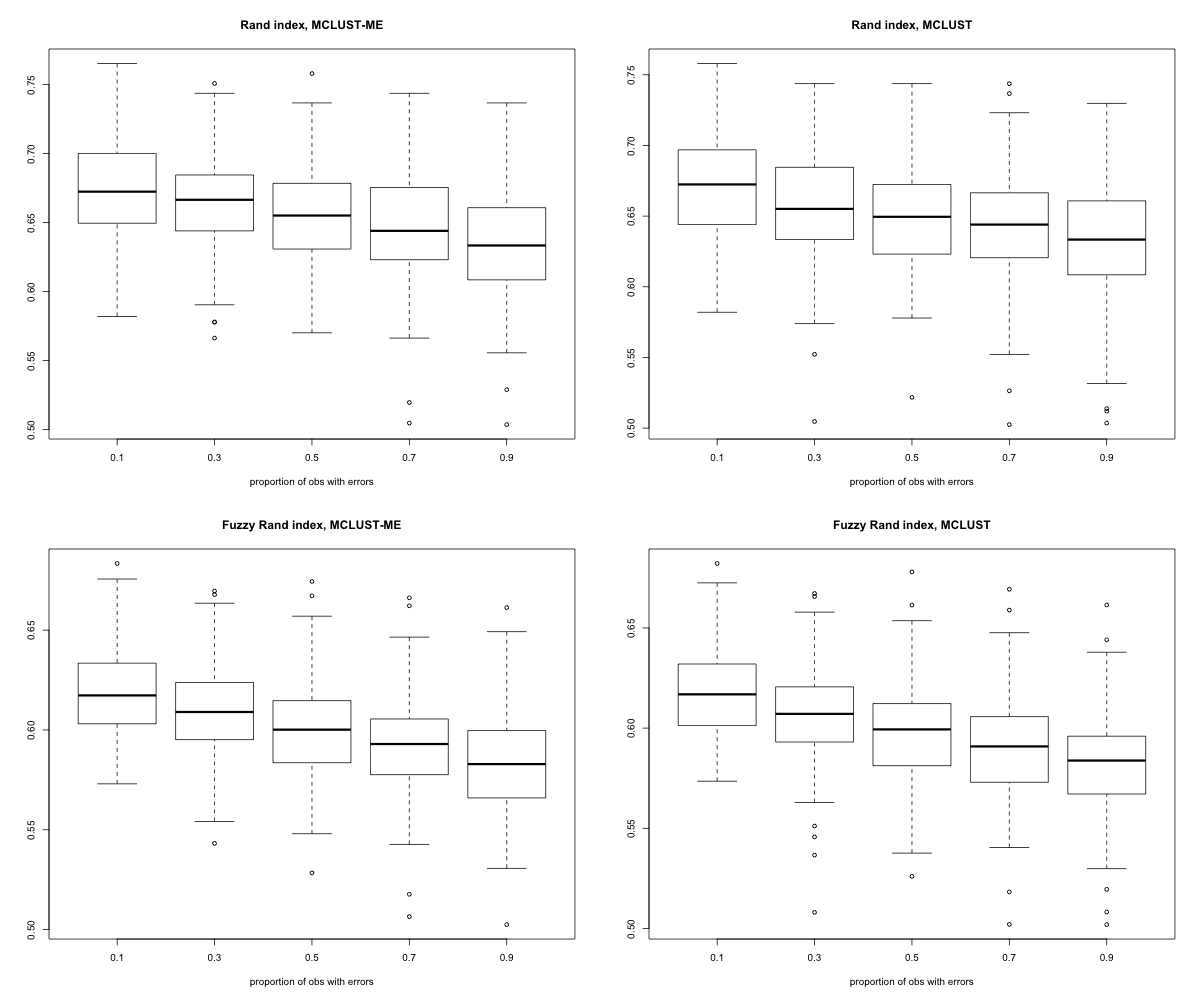 Rand index, MCLUST-ME
0.75
0.70
0.65
0.60
0.55
0.50
0.1 0.3 0.5 0.7 0.9
proportion of obs with errors
Rand index, MCLUST
0.75
0.70
0.65
0.60
0.55
0.50
0.1 0.3 0.5 0.7 0.9
proportion of obs with errors
Fuzzy Rand index, MCLUST-ME
0.65
0.60
0.55
0.50
0.1 0.3 0.5 0.7 0.9
proportion of obs with errors
Fuzzy Rand index, MCLUST
0.65
0.60
0.55
0.50
0.1 0.3 0.5 0.7 0.9
proportion of obs with errors